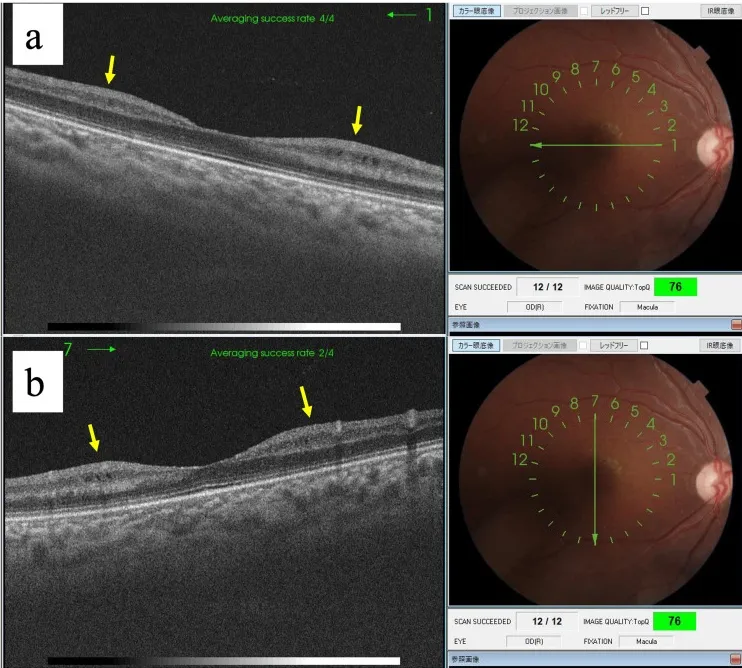 a
Averaging success rate 4/4
1
カラー眼底像
プロジェクション画像
レッドフリー
IR眼底像
7
8 6
9 5
10 4
11 3
12 2
1
SCAN SUCCEEDED 12 / 12 IMAGE QUALITY:TopQ 76
EYE OD(R) FIXATION Macula
参照画像
b
7
Averaging success rate 2/4
カラー眼底像
プロジェクション画像
レッドフリー
IR眼底像
7
8 6
9 5
10 4
11 3
12 2
1
SCAN SUCCEEDED 12 / 12 IMAGE QUALITY:TopQ 76
EYE OD(R) FIXATION Macula
参照画像